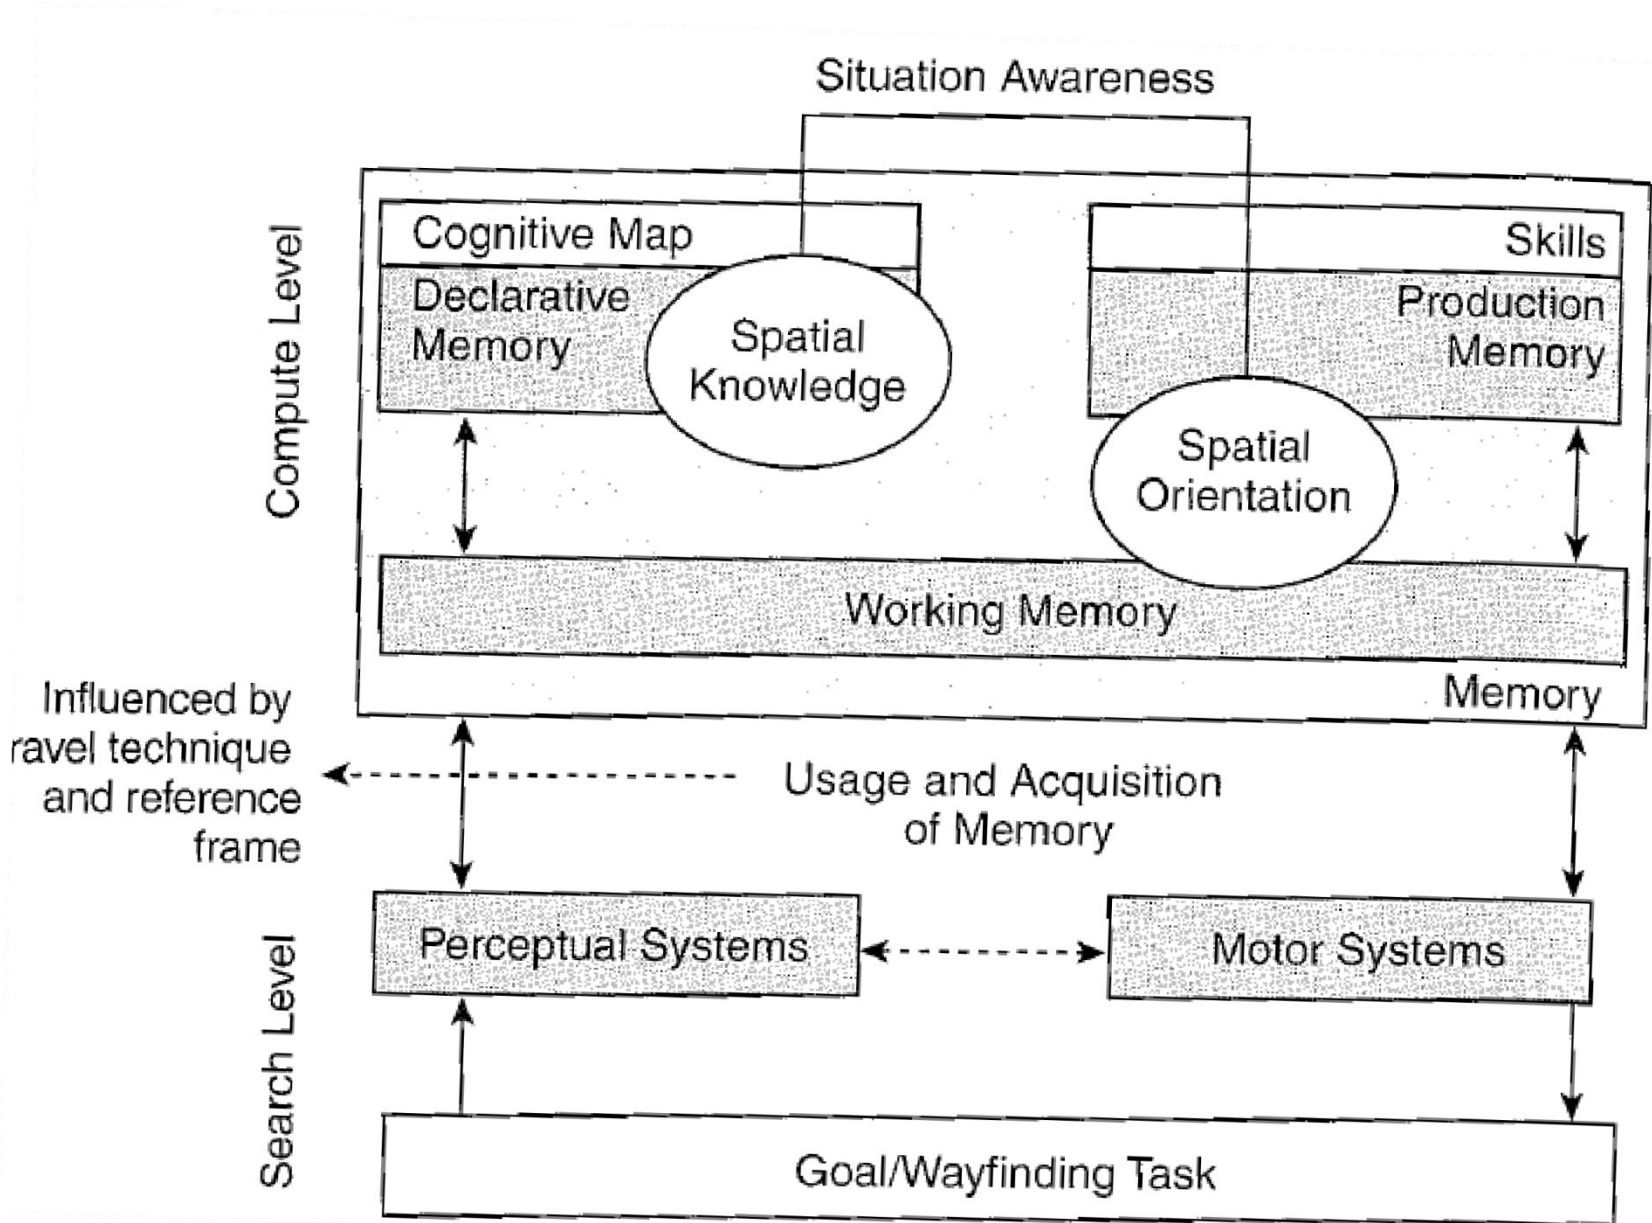 Situation Awareness
Compute Level
Cognitive Map
Declarative
Memory
Spatial
Knowledge
Skills
Production
Memory
Spatial
Orientation
Working Memory
Memory
Influenced by
ravel technique
and reference
frame
Usage and Acquisition
of Memory
Search Level
Perceptual Systems
Motor Systems
Goal/Wayfinding Task